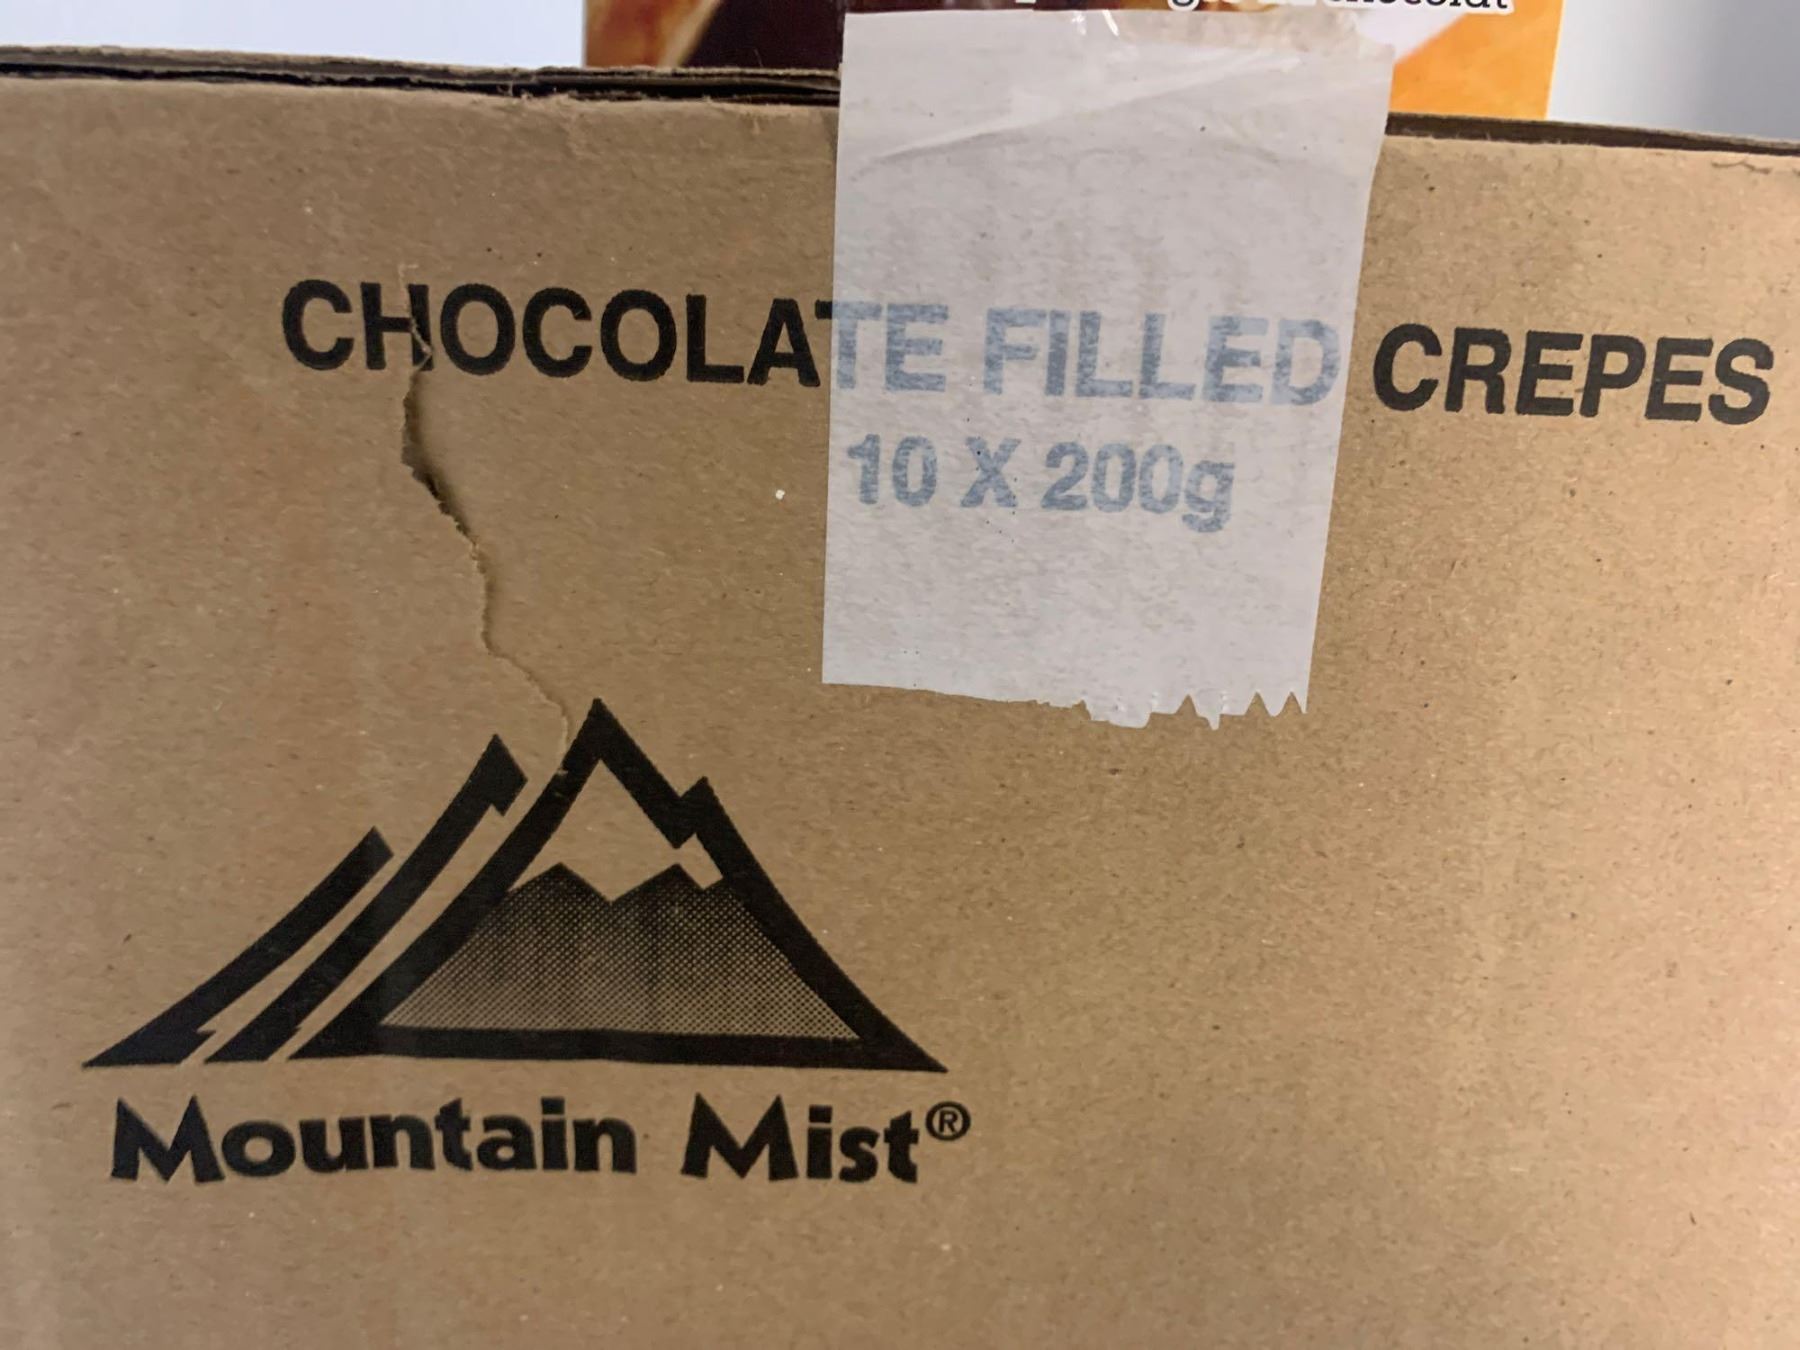 CHOCOLATE FILLED CREPES
10 X 200g
Mountain Mist®